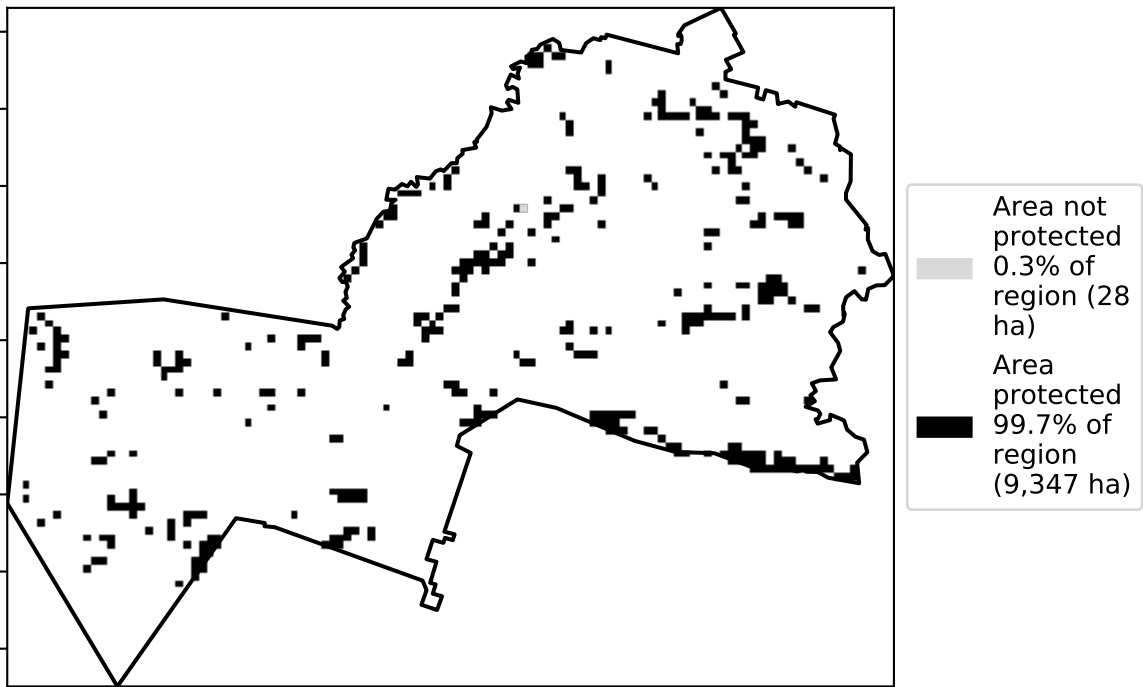 Area not
protected
0.3% of
region (28
ha)
Area
protected
99.7% of
region
(9,347 ha)